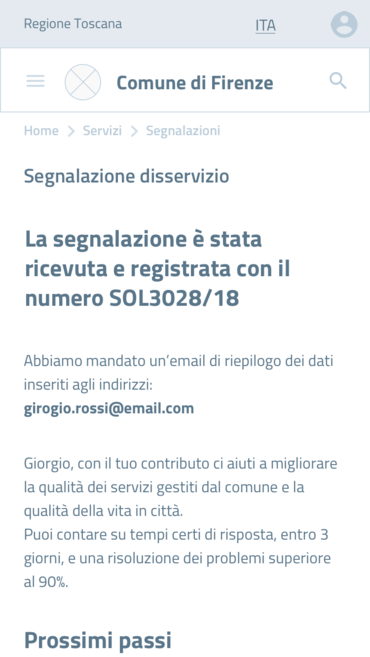 Regione Toscana
ITA
Comune di Firenze
Home
Servizi
Segnalazioni
Segnalazione disservizio
La segnalazione è stata
ricevuta e registrata con il
numero SOL3028/18
Abbiamo mandato un'email di riepilogo dei dati
inseriti agli indirizzi:
girogio.rossi@email.com
Giorgio, con il tuo contributo ci aiuti a migliorare
la qualità dei servizi gestiti dal comune e la
qualità della vita in città.
Puoi contare su tempi certi di risposta, entro 3
giorni, e una risoluzione dei problemi superiore
al 90%.
Prossimi passi